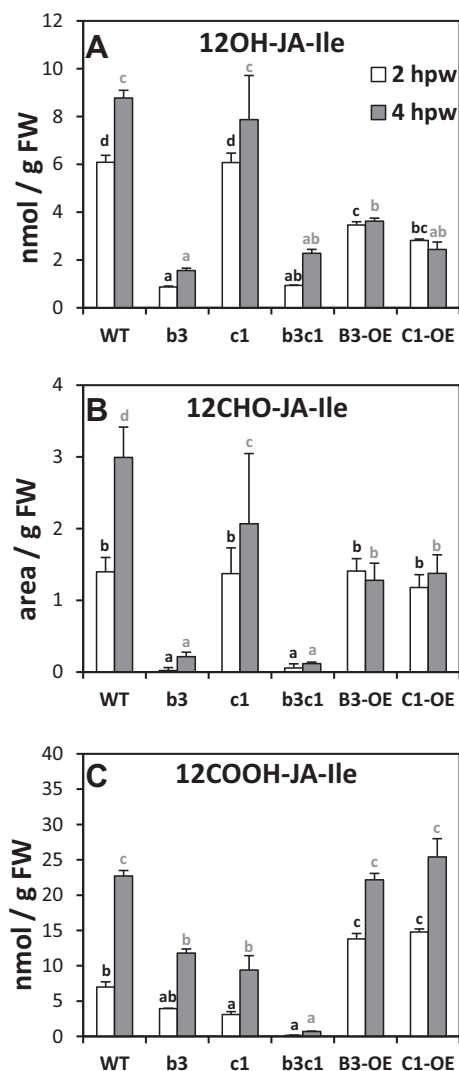 A
12OH-JA-Ile
2 hpw
4 hpw
nmol / g FW
12
10
8
6
4
2
0
d c a a d c ab ab c b bc ab
WT b3 c1 b3c1 B3-OE C1-OE
B
12CHO-JA-Ile
area / g FW
4
3
2
1
0
b d a a b c a a b b b b
WT b3 c1 b3c1 B3-OE C1-OE
C
12COOH-JA-Ile
nmol / g FW
40
35
30
25
20
15
10
5
0
b c ab b a b a a c c c c
WT b3 c1 b3c1 B3-OE C1-OE